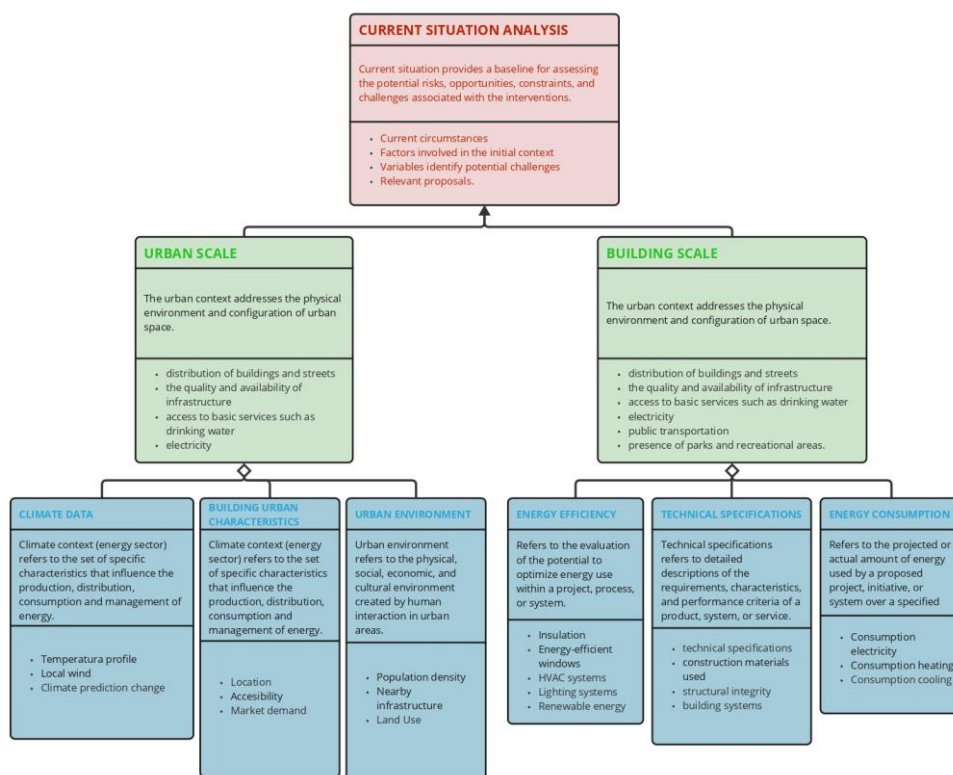 CURRENT SITUATION ANALYSIS
Current situation provides a baseline for assessing
the potential risks, opportunities, constraints, and
challenges associated with the interventions.
• Current circumstances
• Factors involved in the initial context
• Variables identify potential challenges
• Relevant proposals.
URBAN SCALE
The urban context addresses the physical
environment and configuration of urban
space.
• distribution of buildings and streets
• the quality and availability of
infrastructure
• access to basic services such as
drinking water
• electricity
BUILDING SCALE
The urban context addresses the physical
environment and configuration of urban space.
• distribution of buildings and streets
• the quality and availability of infrastructure
• access to basic services such as drinking water
• electricity
• public transportation
• presence of parks and recreational areas.
CLIMATE DATA
Climate context (energy sector)
refers to the set of specific
characteristics that influence the
production, distribution,
consumption and management of
energy.
• Temperatura profile
• Local wind
• Climate prediction change
BUILDING URBAN
CHARACTERISTICS
Climate context (energy
sector) refers to the set
of specific characteristics
that influence the
production, distribution,
consumption and
management of energy.
• Location
• Accesibility
• Market demand
URBAN ENVIRONMENT
Urban environment
refers to the physical,
social, economic, and
cultural environment
created by human
interaction in urban
areas.
• Population density
• Nearby
infrastructure
• Land Use
ENERGY EFFICIENCY
Refers to the evaluation of
the potential to
optimize energy use
within a project, process,
or system.
• Insulation
• Energy-efficient
windows
• HVAC systems
• Lighting systems
• Renewable energy
TECHNICAL SPECIFICATIONS
Technical specifications
refers to detailed
descriptions of the
requirements, characteristics,
and performance criteria of a
product, system, or service.
• technical specifications
• construction materials
used
• structural integrity
• building systems
ENERGY CONSUMPTION
Refers to the projected or
actual amount of energy
used by a proposed
project, initiative, or
system over a specified
• Consumption
electricity
• Consumption heating
• Consumption cooling